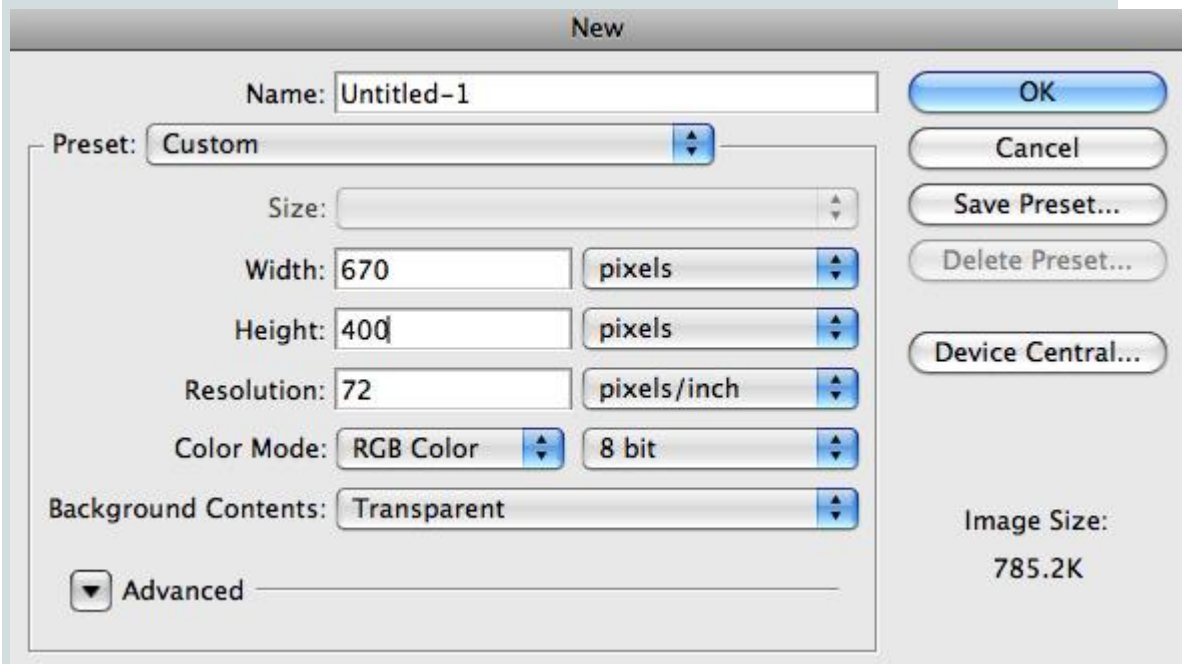 New
Name: Untitled-1
OK
Preset: Custom
Cancel
Size:
Save Preset...
Width: 670 pixels
Delete Preset...
Height: 400 pixels
Device Central...
Resolution: 72 pixels/inch
Color Mode: RGB Color 8 bit
Background Contents: Transparent
Image Size:
785.2K
Advanced